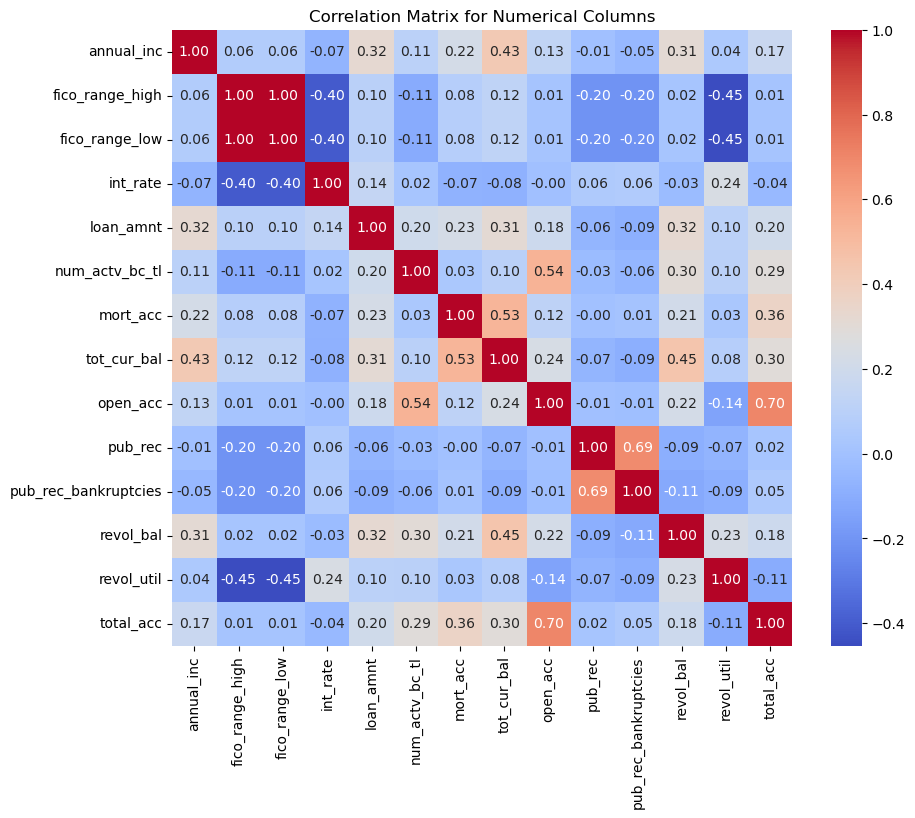 Correlation Matrix for Numerical Columns
annual_inc 1.00 0.06 0.06 -0.07 0.32 0.11 0.22 0.43 0.13 -0.01 -0.05 0.31 0.04 0.17
fico_range_high 0.06 1.00 1.00 -0.40 0.10 -0.11 0.08 0.12 0.01 -0.20 -0.20 0.02 -0.45 0.01
fico_range_low 0.06 1.00 1.00 -0.40 0.10 -0.11 0.08 0.12 0.01 -0.20 -0.20 0.02 -0.45 0.01
int_rate -0.07 -0.40 -0.40 1.00 0.14 0.02 -0.07 -0.08 -0.00 0.06 0.06 -0.03 0.24 -0.04
loan_amnt 0.32 0.10 0.10 0.14 1.00 0.20 0.23 0.31 0.18 -0.06 -0.09 0.32 0.10 0.20
num_actv_bc_tl 0.11 -0.11 -0.11 0.02 0.20 1.00 0.03 0.10 0.54 -0.03 -0.06 0.30 0.10 0.29
mort_acc 0.22 0.08 0.08 -0.07 0.23 0.03 1.00 0.53 0.12 -0.00 0.01 0.21 0.03 0.36
tot_cur_bal 0.43 0.12 0.12 -0.08 0.31 0.10 0.53 1.00 0.24 -0.07 -0.09 0.45 0.08 0.30
open_acc 0.13 0.01 0.01 -0.00 0.18 0.54 0.12 0.24 1.00 -0.01 -0.01 0.22 -0.14 0.70
pub_rec -0.01 -0.20 -0.20 0.06 -0.06 -0.03 -0.00 -0.07 -0.01 1.00 0.69 -0.09 -0.07 0.02
pub_rec_bankruptcies -0.05 -0.20 -0.20 0.06 -0.09 -0.06 0.01 -0.09 -0.01 0.69 1.00 -0.11 -0.09 0.05
revol_bal 0.31 0.02 0.02 -0.03 0.32 0.30 0.21 0.45 0.22 -0.09 -0.11 1.00 0.23 0.18
revol_util 0.04 -0.45 -0.45 0.24 0.10 0.10 0.03 0.08 -0.14 -0.07 -0.09 0.23 1.00 -0.11
total_acc 0.17 0.01 0.01 -0.04 0.20 0.29 0.36 0.30 0.70 0.02 0.05 0.18 -0.11 1.00
annual_inc
fico_range_high
fico_range_low
int_rate
loan_amnt
num_actv_bc_tl
mort_acc
tot_cur_bal
open_acc
pub_rec
pub_rec_bankruptcies
revol_bal
revol_util
total_acc
1.0
0.8
0.6
0.4
0.2
0.0
−0.2
−0.4